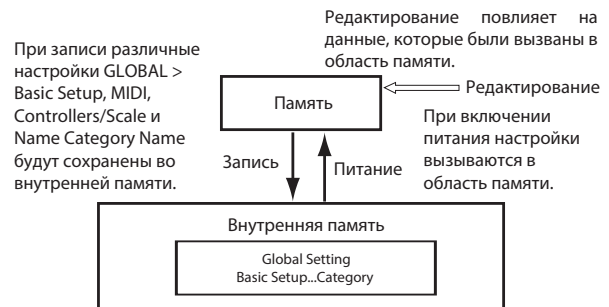 Редактирование повлияет на
данные, которые были вызваны в
область памяти.
При записи различные
настройки GLOBAL >
Basic Setup, MIDI,
Controllers/Scale и
Name Category Name
будут сохранены во
внутренней памяти.
Память
Редактирование
При включении
питания настройки
вызываются в
область памяти.
Запись
Питание
Внутренняя память
Global Setting
Basic Setup...Category